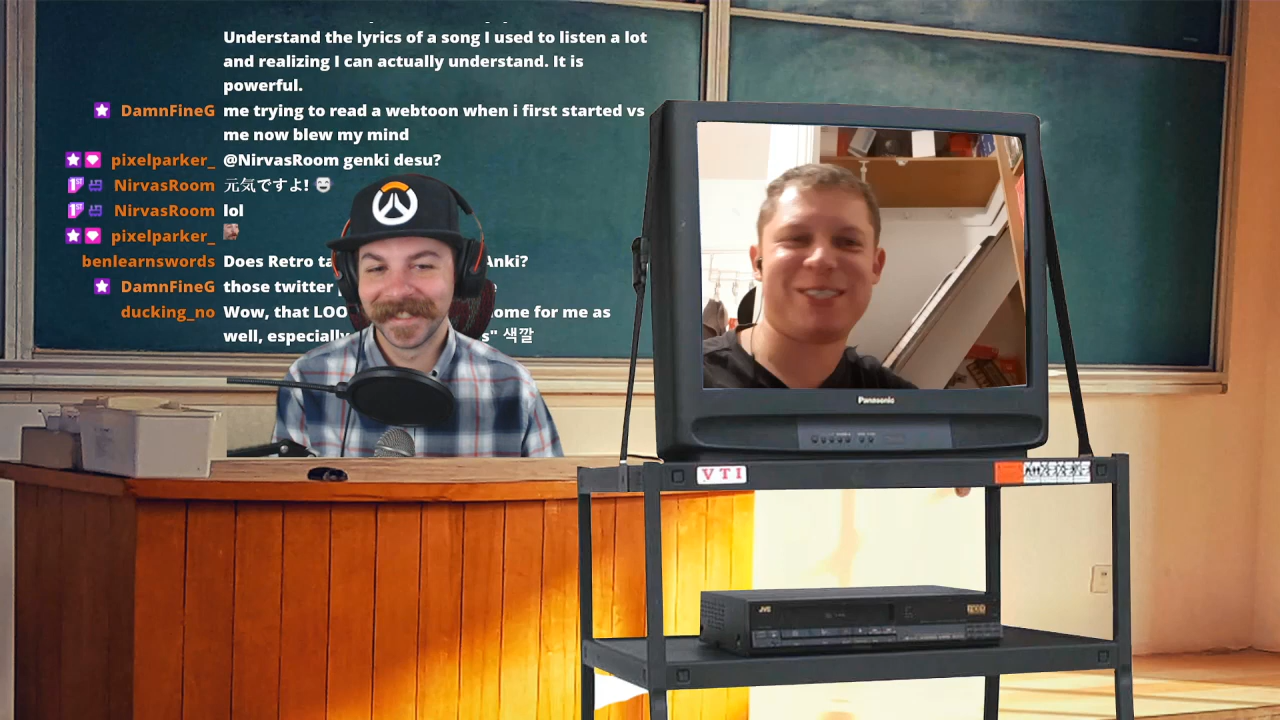 Understand the lyrics of a song I used to listen a lot
and realizing I can actually understand. It is
powerful.
DamnFineG me trying to read a webtoon when i first started vs
me now blew my mind
pixelparker_ @NirvasRoom genki desu?
NirvasRoom 元気ですよ!
NirvasRoom lol
pixelparker_
benlearnswords Does Retro ta Anki?
DamnFineG those twitter
ducking_no Wow, that LOO ome for me as
well, especially s" 색깔
Panasonic
VTI
JVC